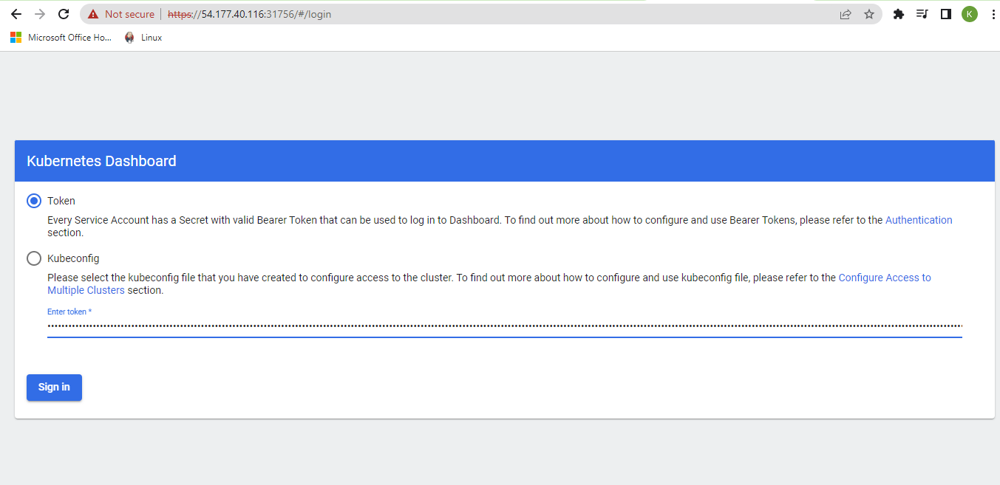 Not secure | https://54.177.40.116:31756/#/login
K
Microsoft Office Ho... Linux
Kubernetes Dashboard
Token
Every Service Account has a Secret with valid Bearer Token that can be used to log in to Dashboard. To find out more about how to configure and use Bearer Tokens, please refer to the Authentication
section.
Kubeconfig
Please select the kubeconfig file that you have created to configure access to the cluster. To find out more about how to configure and use kubeconfig file, please refer to the Configure Access to
Multiple Clusters section.
Enter token *
Sign in